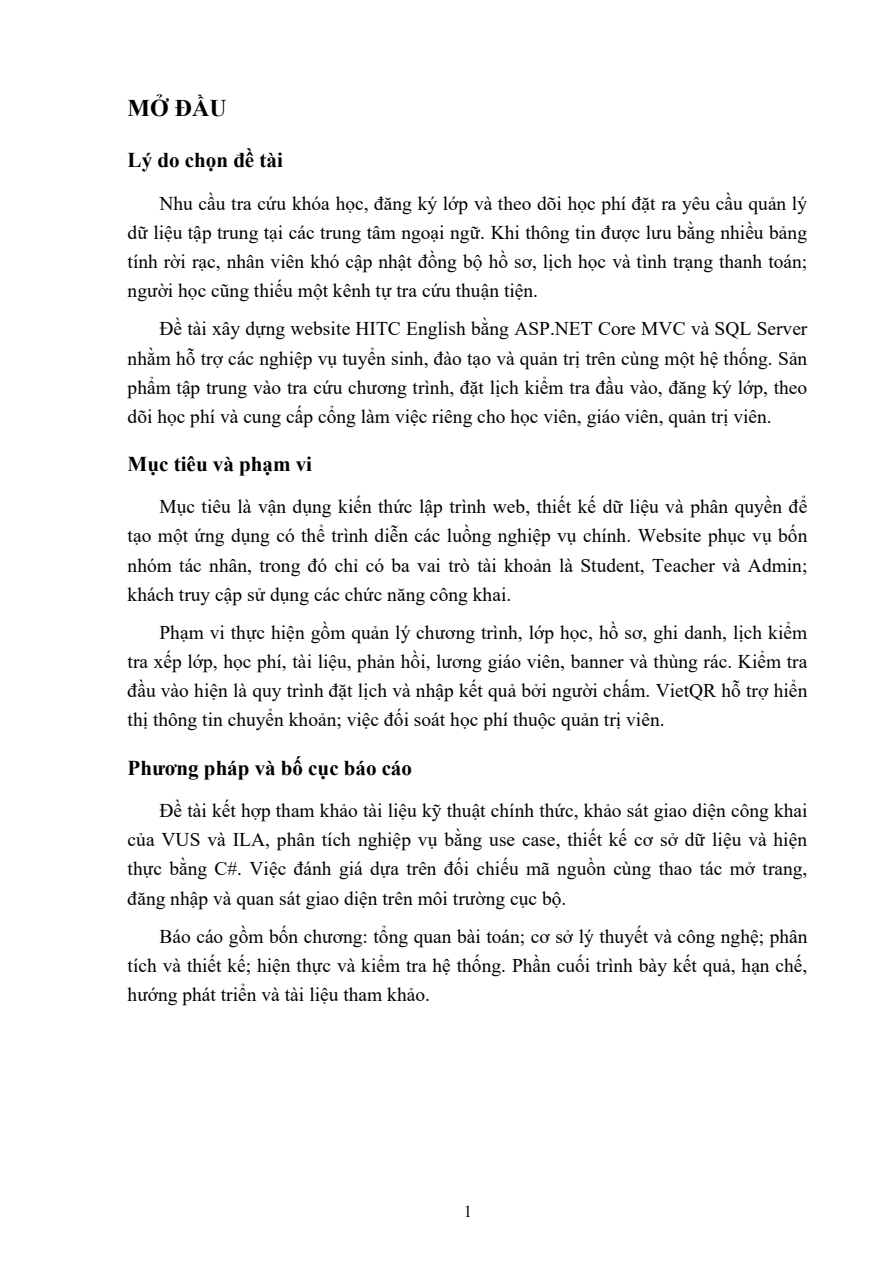 MỞ ĐẦU
Lý do chọn đề tài
Nhu cầu tra cứu khóa học, đăng ký lớp và theo dõi học phí đặt ra yêu cầu quản lý
dữ liệu tập trung tại các trung tâm ngoại ngữ. Khi thông tin được lưu bằng nhiều bảng
tính rời rạc, nhân viên khó cập nhật đồng bộ hồ sơ, lịch học và tình trạng thanh toán;
người học cũng thiếu một kênh tự tra cứu thuận tiện.
Đề tài xây dựng website HITC English bằng ASP.NET Core MVC và SQL Server
nhằm hỗ trợ các nghiệp vụ tuyển sinh, đào tạo và quản trị trên cùng một hệ thống. Sản
phẩm tập trung vào tra cứu chương trình, đặt lịch kiểm tra đầu vào, đăng ký lớp, theo
dõi học phí và cung cấp cổng làm việc riêng cho học viên, giáo viên, quản trị viên.
Mục tiêu và phạm vi
Mục tiêu là vận dụng kiến thức lập trình web, thiết kế dữ liệu và phân quyền để
tạo một ứng dụng có thể trình diễn các luồng nghiệp vụ chính. Website phục vụ bốn
nhóm tác nhân, trong đó chỉ có ba vai trò tài khoản là Student, Teacher và Admin;
khách truy cập sử dụng các chức năng công khai.
Phạm vi thực hiện gồm quản lý chương trình, lớp học, hồ sơ, ghi danh, lịch kiểm
tra xếp lớp, học phí, tài liệu, phản hồi, lương giáo viên, banner và thùng rác. Kiểm tra
đầu vào hiện là quy trình đặt lịch và nhập kết quả bởi người chấm. VietQR hỗ trợ hiển
thị thông tin chuyển khoản; việc đối soát học phí thuộc quản trị viên.
Phương pháp và bố cục báo cáo
Đề tài kết hợp tham khảo tài liệu kỹ thuật chính thức, khảo sát giao diện công khai
của VUS và ILA, phân tích nghiệp vụ bằng use case, thiết kế cơ sở dữ liệu và hiện
thực bằng C#. Việc đánh giá dựa trên đối chiếu mã nguồn cùng thao tác mở trang,
đăng nhập và quan sát giao diện trên môi trường cục bộ.
Báo cáo gồm bốn chương: tổng quan bài toán; cơ sở lý thuyết và công nghệ; phân
tích và thiết kế; hiện thực và kiểm tra hệ thống. Phần cuối trình bày kết quả, hạn chế,
hướng phát triển và tài liệu tham khảo.
1